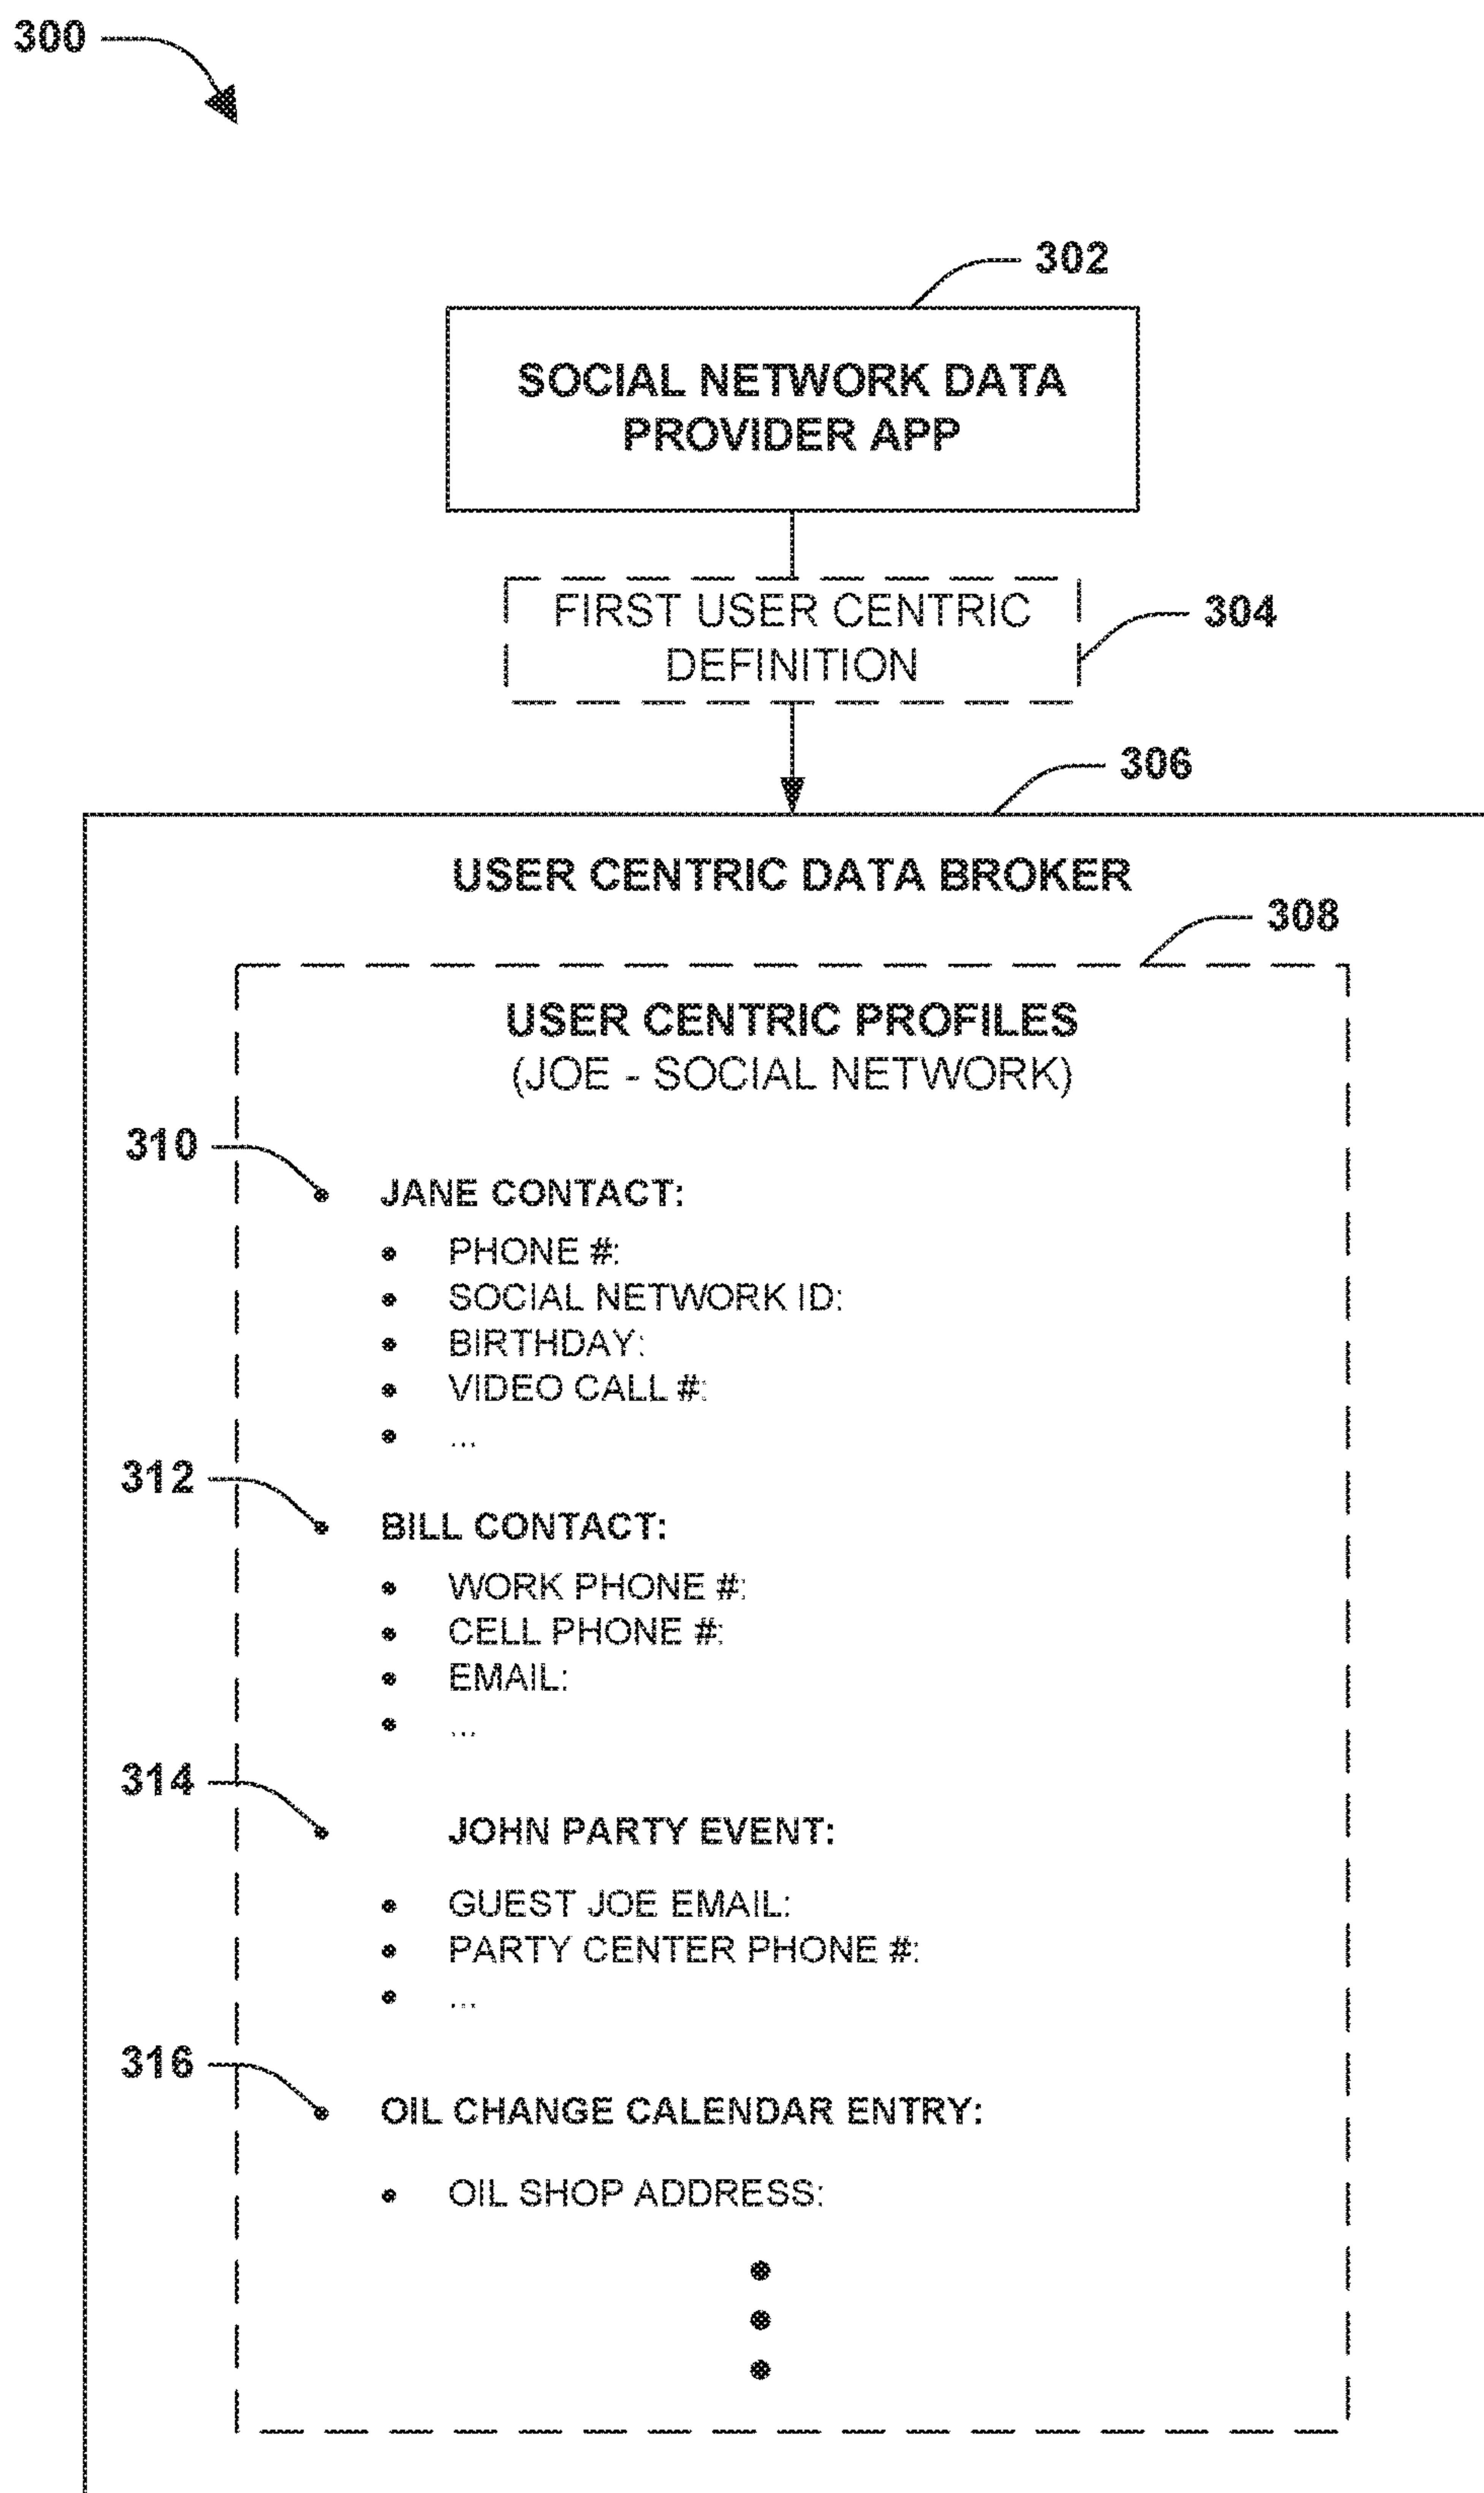 300
302
SOCIAL NETWORK DATA
PROVIDER APP
FIRST USER CENTRIC
DEFINITION
304
306
USER CENTRIC DATA BROKER
308
USER CENTRIC PROFILES
(JOE - SOCIAL NETWORK)
310
• JANE CONTACT:
• PHONE #:
• SOCIAL NETWORK ID:
• BIRTHDAY:
• VIDEO CALL #:
• ...
312
• BILL CONTACT:
• WORK PHONE #:
• CELL PHONE #:
• EMAIL:
• ...
314
• JOHN PARTY EVENT:
• GUEST JOE EMAIL:
• PARTY CENTER PHONE #:
• ...
316
• OIL CHANGE CALENDAR ENTRY:
• OIL SHOP ADDRESS: